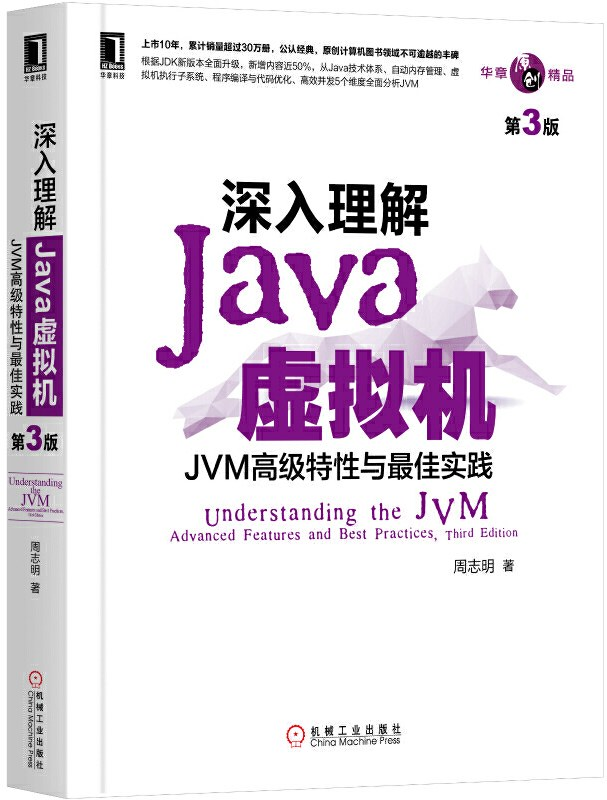 华章科技
深入理解
Java虚拟机
JVM高级特性与最佳实践
第3版
Understanding
the
JVM
Advanced Features and Best Practices,
Third Edition
周志明 著
机械工业出版社
China Machine Press
华章科技
上市10年，累计销量超过30万册，公认经典，原创计算机图书领域不可逾越的丰碑
根据JDK新版本全面升级，新增内容近50%，从Java技术体系、自动内存管理、虚
拟机执行子系统、程序编译与代码优化、高效并发5个维度全面分析JVM
华章 原创 精品
第3版
深入理解
Java
虚拟机
JVM高级特性与最佳实践
Understanding the JVM
Advanced Features and Best Practices, Third Edition
周志明 著
机械工业出版社
China Machine Press